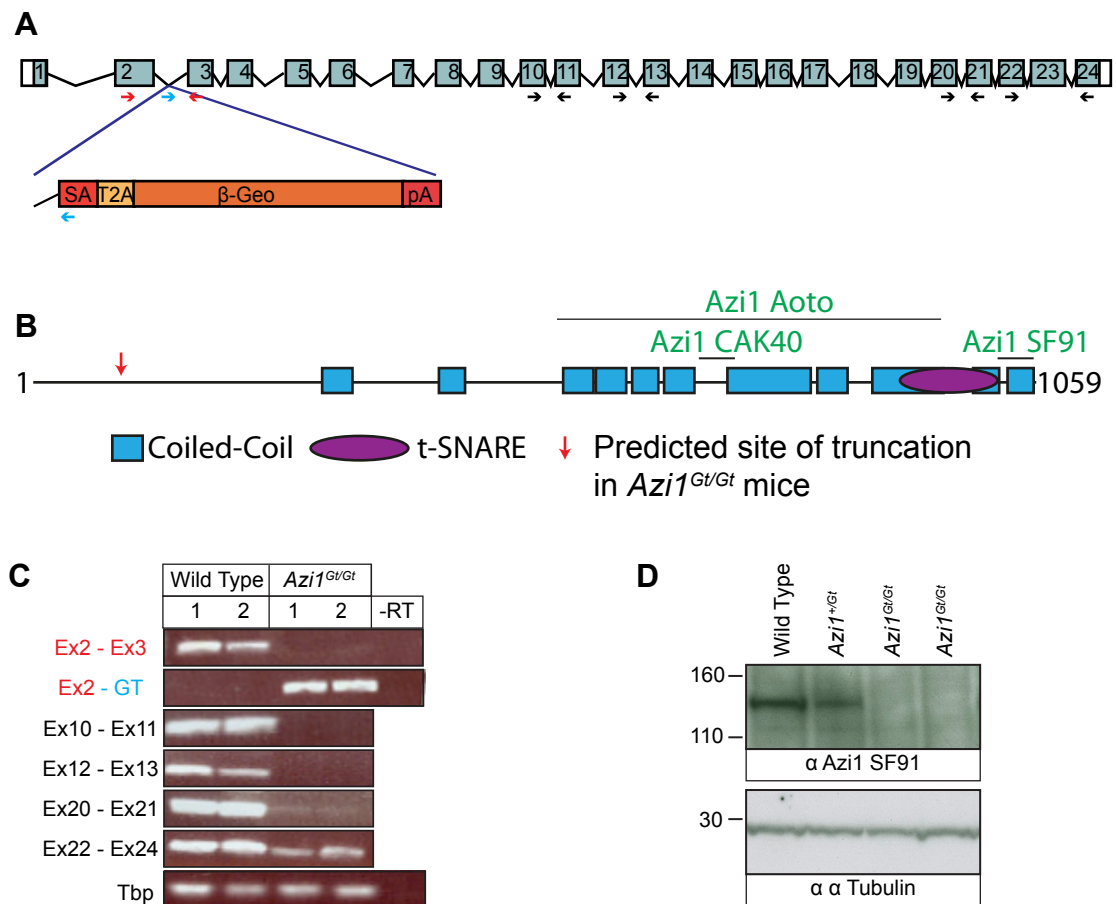 A
1 2 3 4 5 6 7 8 9 10 11 12 13 14 15 16 17 18 19 20 21 22 23 24
SA T2A β-Geo pA
B
Azi1 Aoto
Azi1 CAK40 Azi1 SF91
1 1059
Coiled-Coil t-SNARE Predicted site of truncation
in Azi1Gt/Gt mice
C
Wild Type Azi1Gt/Gt
1 2 1 2 -RT
Ex2 - Ex3
Ex2 - GT
Ex10 - Ex11
Ex12 - Ex13
Ex20 - Ex21
Ex22 - Ex24
Tbp
D
Wild Type
Azi1+/Gt
Azi1Gt/Gt
Azi1Gt/Gt
160
110
α Azi1 SF91
30
α α Tubulin